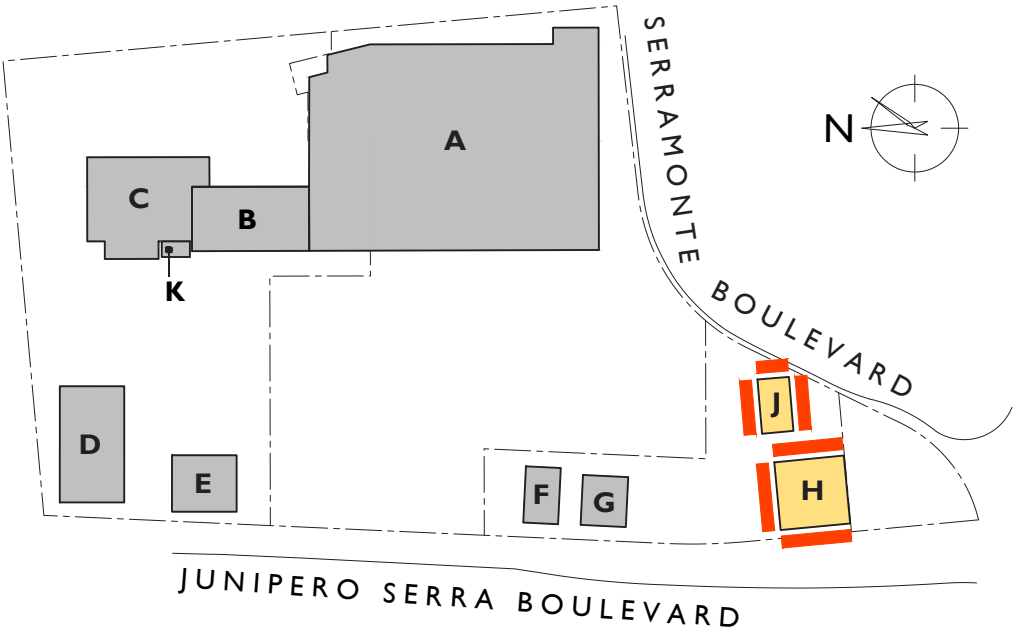 SERRAMONTE BOULEVARD
A
N
C
B
K
J
D
E
F
G
H
JUNIPERO SERRA BOULEVARD